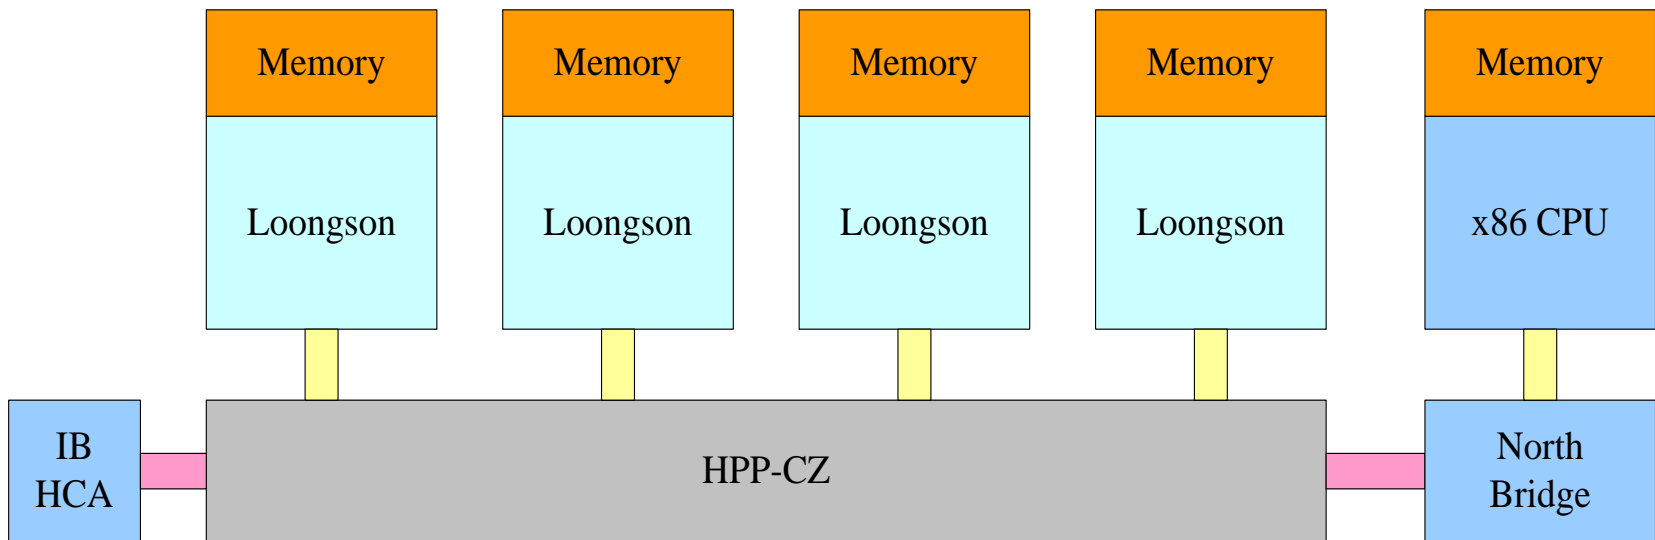 Memory
Memory
Memory
Memory
Memory
Loongson
Loongson
Loongson
Loongson
x86 CPU
IB
HCA
HPP-CZ
North
Bridge